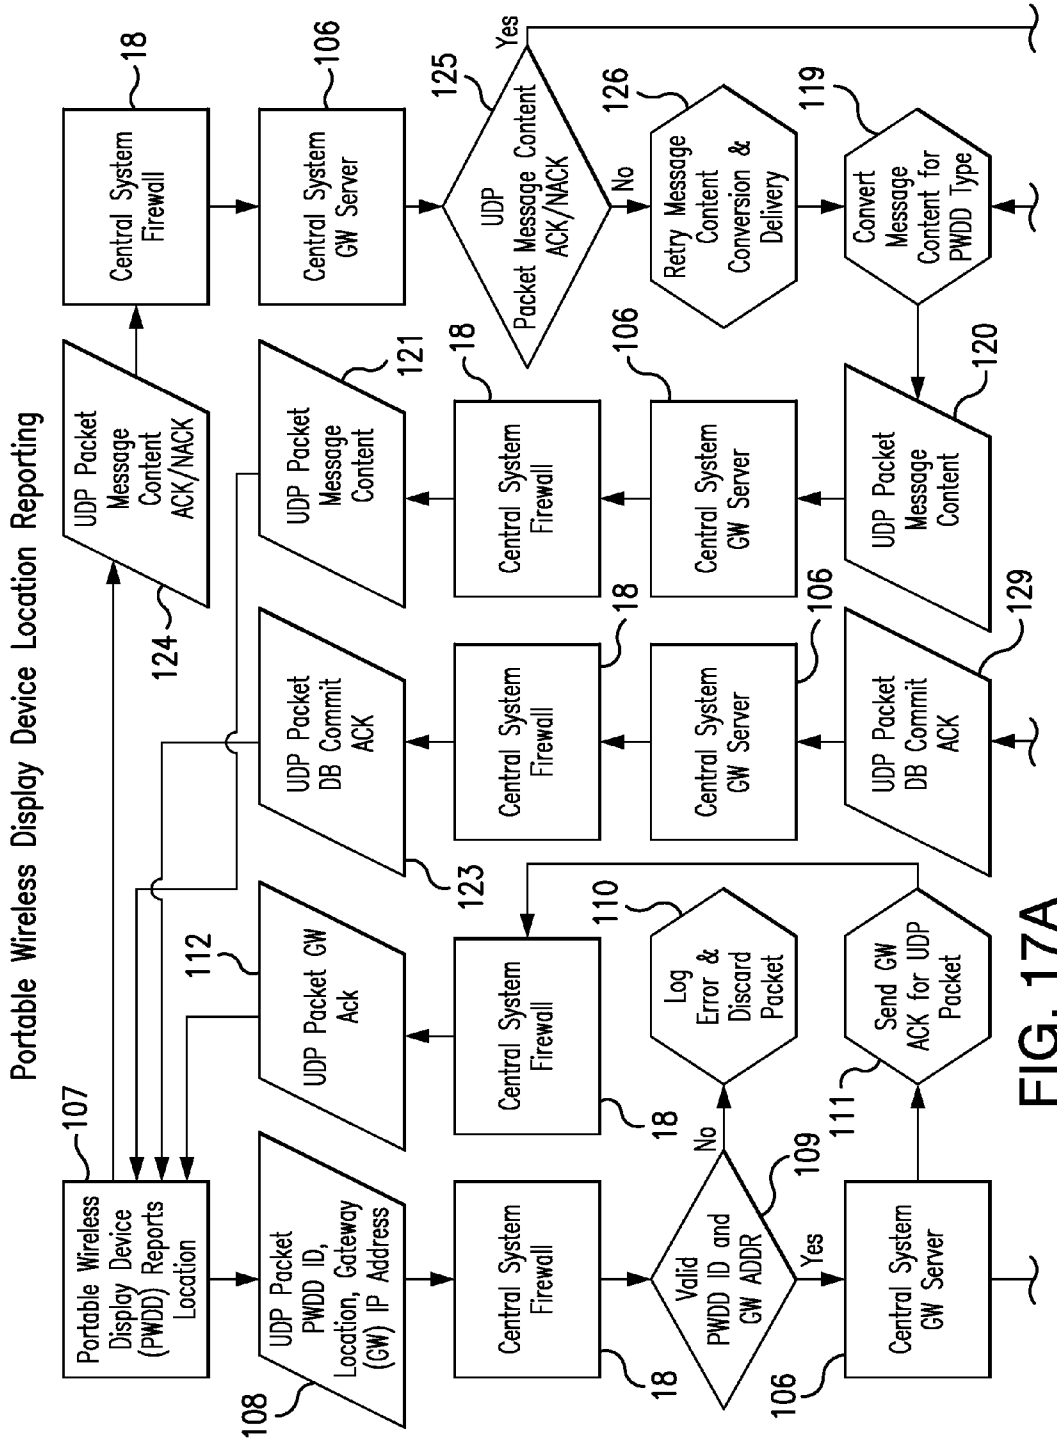 Portable Wireless Display Device Location Reporting
107
Portable Wireless
Display Device
(PWDD) Reports
Location
108
UDP Packet
PWDD ID,
Location, Gateway
(GW) IP Address
Central System
Firewall
18
Valid
PWDD ID and
GW ADDR
109
No
Yes
Central System
GW Server
106
112
UDP Packet GW
Ack
Central System
Firewall
18
Log
Error &
Discard
Packet
110
Send GW
ACK for UDP
Packet
111
UDP Packet
DB Commit
ACK
123
Central System
Firewall
18
Central System
GW Server
106
UDP Packet
DB Commit
ACK
129
UDP Packet
Message
Content
ACK/NACK
124
UDP Packet
Message
Content
121
Central System
Firewall
18
Central System
GW Server
106
UDP Packet
Message
Content
120
Central System
Firewall
18
Central System
GW Server
106
UDP
Packet Message Content
ACK/NACK
125
Yes
No
Retry Message
Content
Conversion &
Delivery
126
Convert
Message
Content for
PWDD Type
119
FIG. 17A